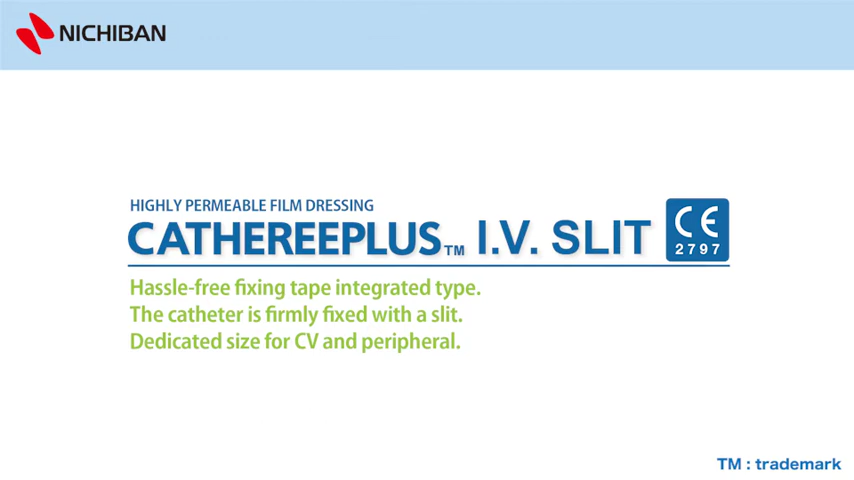 NICHIBAN
HIGHLY PERMEABLE FILM DRESSING
CATHEREEPLUS™ I.V. SLIT
CE
2797
Hassle-free fixing tape integrated type.
The catheter is firmly fixed with a slit.
Dedicated size for CV and peripheral.
TM : trademark